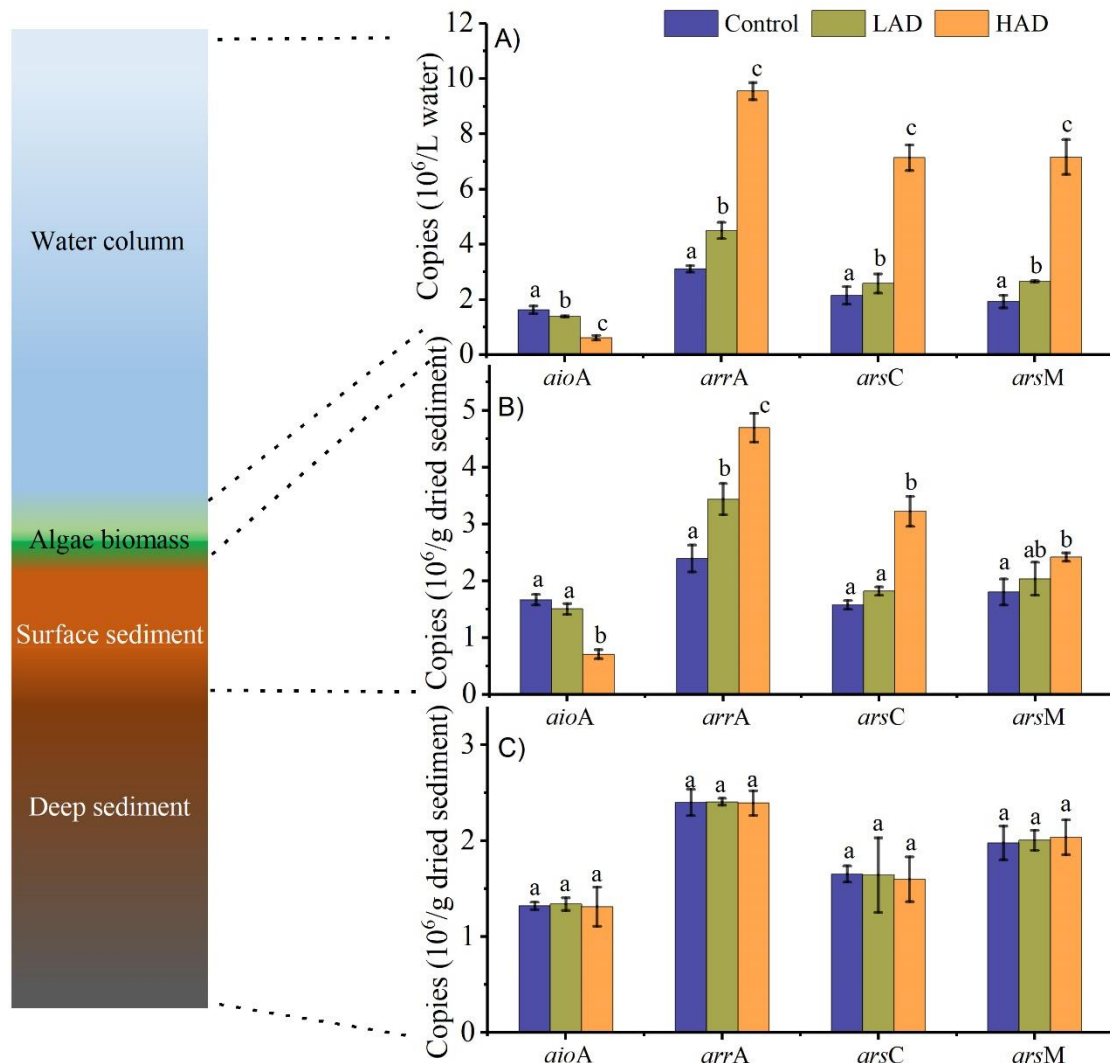 Water column
Algae biomass
Surface sediment
Deep sediment
Control LAD HAD
A)
Copies (10⁶/L water)
12
10
8
6
4
2
0
a b c
a b c
a b c
a b c
aioA arrA arsC arsM
B)
Copies (10⁶/g dried sediment)
5
4
3
2
1
0
a a b
a b c
a a b
a ab b
aioA arrA arsC arsM
C)
Copies (10⁶/g dried sediment)
3
2
1
0
a a a
a a a
a a a
a a a
aioA arrA arsC arsM